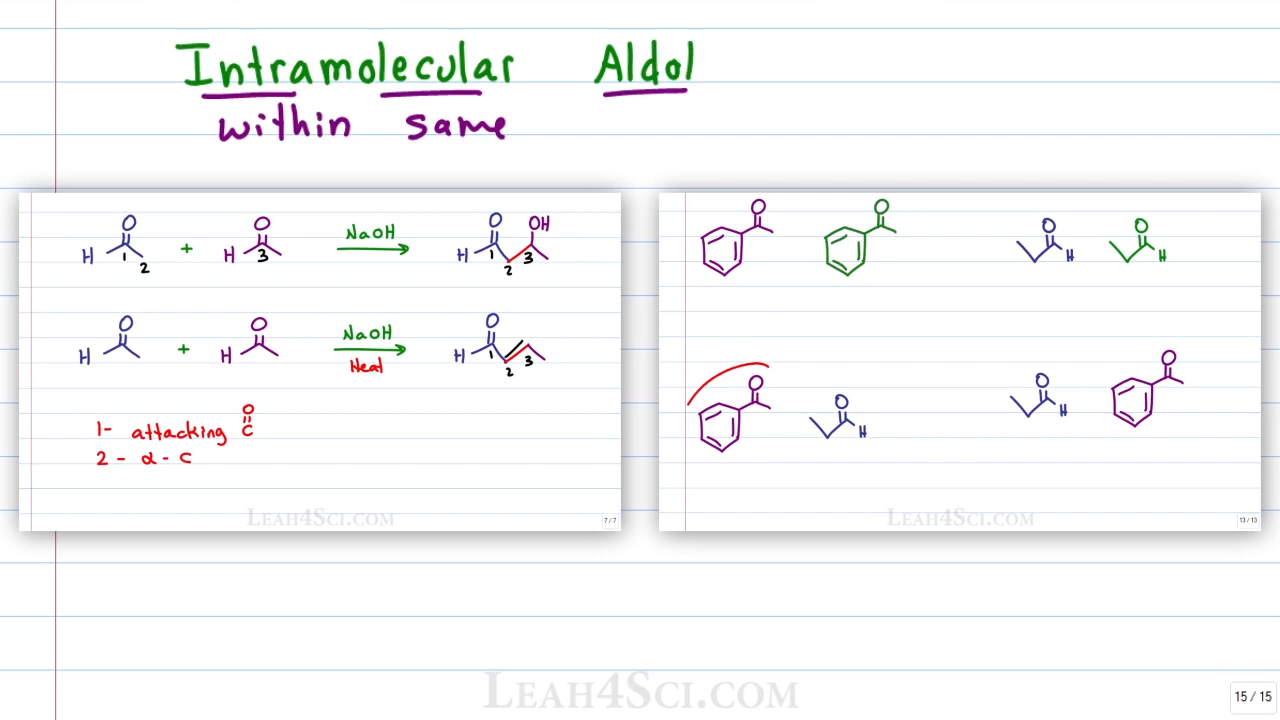 Intramolecular Aldol
within same
O O NaOH O OH
H 1 2 + H 3 H 1 2 3
O O NaOH O
H + H Heat H 1 2 3
1- attacking O C
2 - α - C
LEAH4SCI.COM
7 / 7
O O O O
H H
O O O O
H H
LEAH4SCI.COM
13 / 13
LEAH4SCI.COM
15 / 15